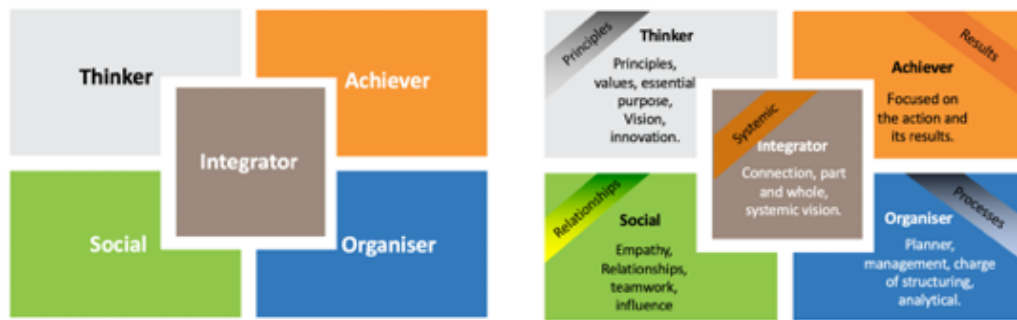 Thinker
Achiever
Integrator
Social
Organiser
Principles
Thinker
Principles,
values, essential
purpose,
Vision,
innovation.
Results
Achiever
Focused on
the action and
its results.
Systemic
Integrator
Connection, part
and whole,
systemic vision.
Relationships
Social
Empathy,
Relationships,
teamwork,
influence
Processes
Organiser
Planner,
management, charge
of structuring,
analytical.